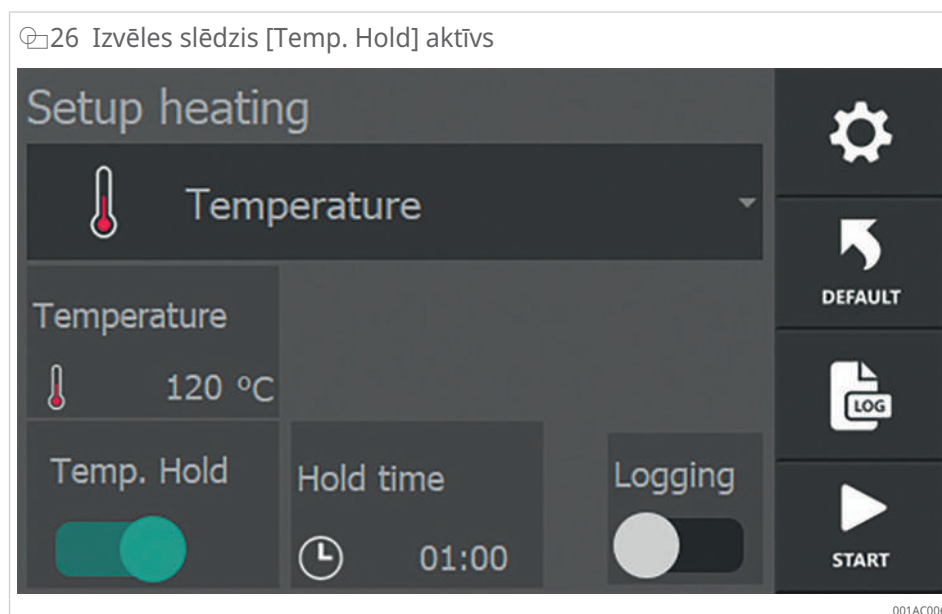 26 Izvēles slēdzis [Temp. Hold] aktīvs
Setup heating
Temperature
DEFAULT
Temperature
120 ºC
LOG
Temp. Hold
Hold time
Logging
01:00
START